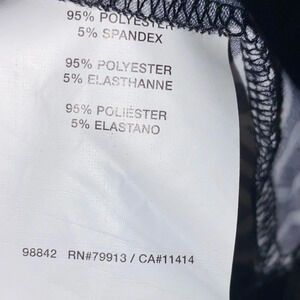 95% POLYESTER
5% SPANDEX
95% POLYESTER
5% ELASTHANNE
95% POLIÉSTER
5% ELASTANO
98842 RN#79913 / CA#11414